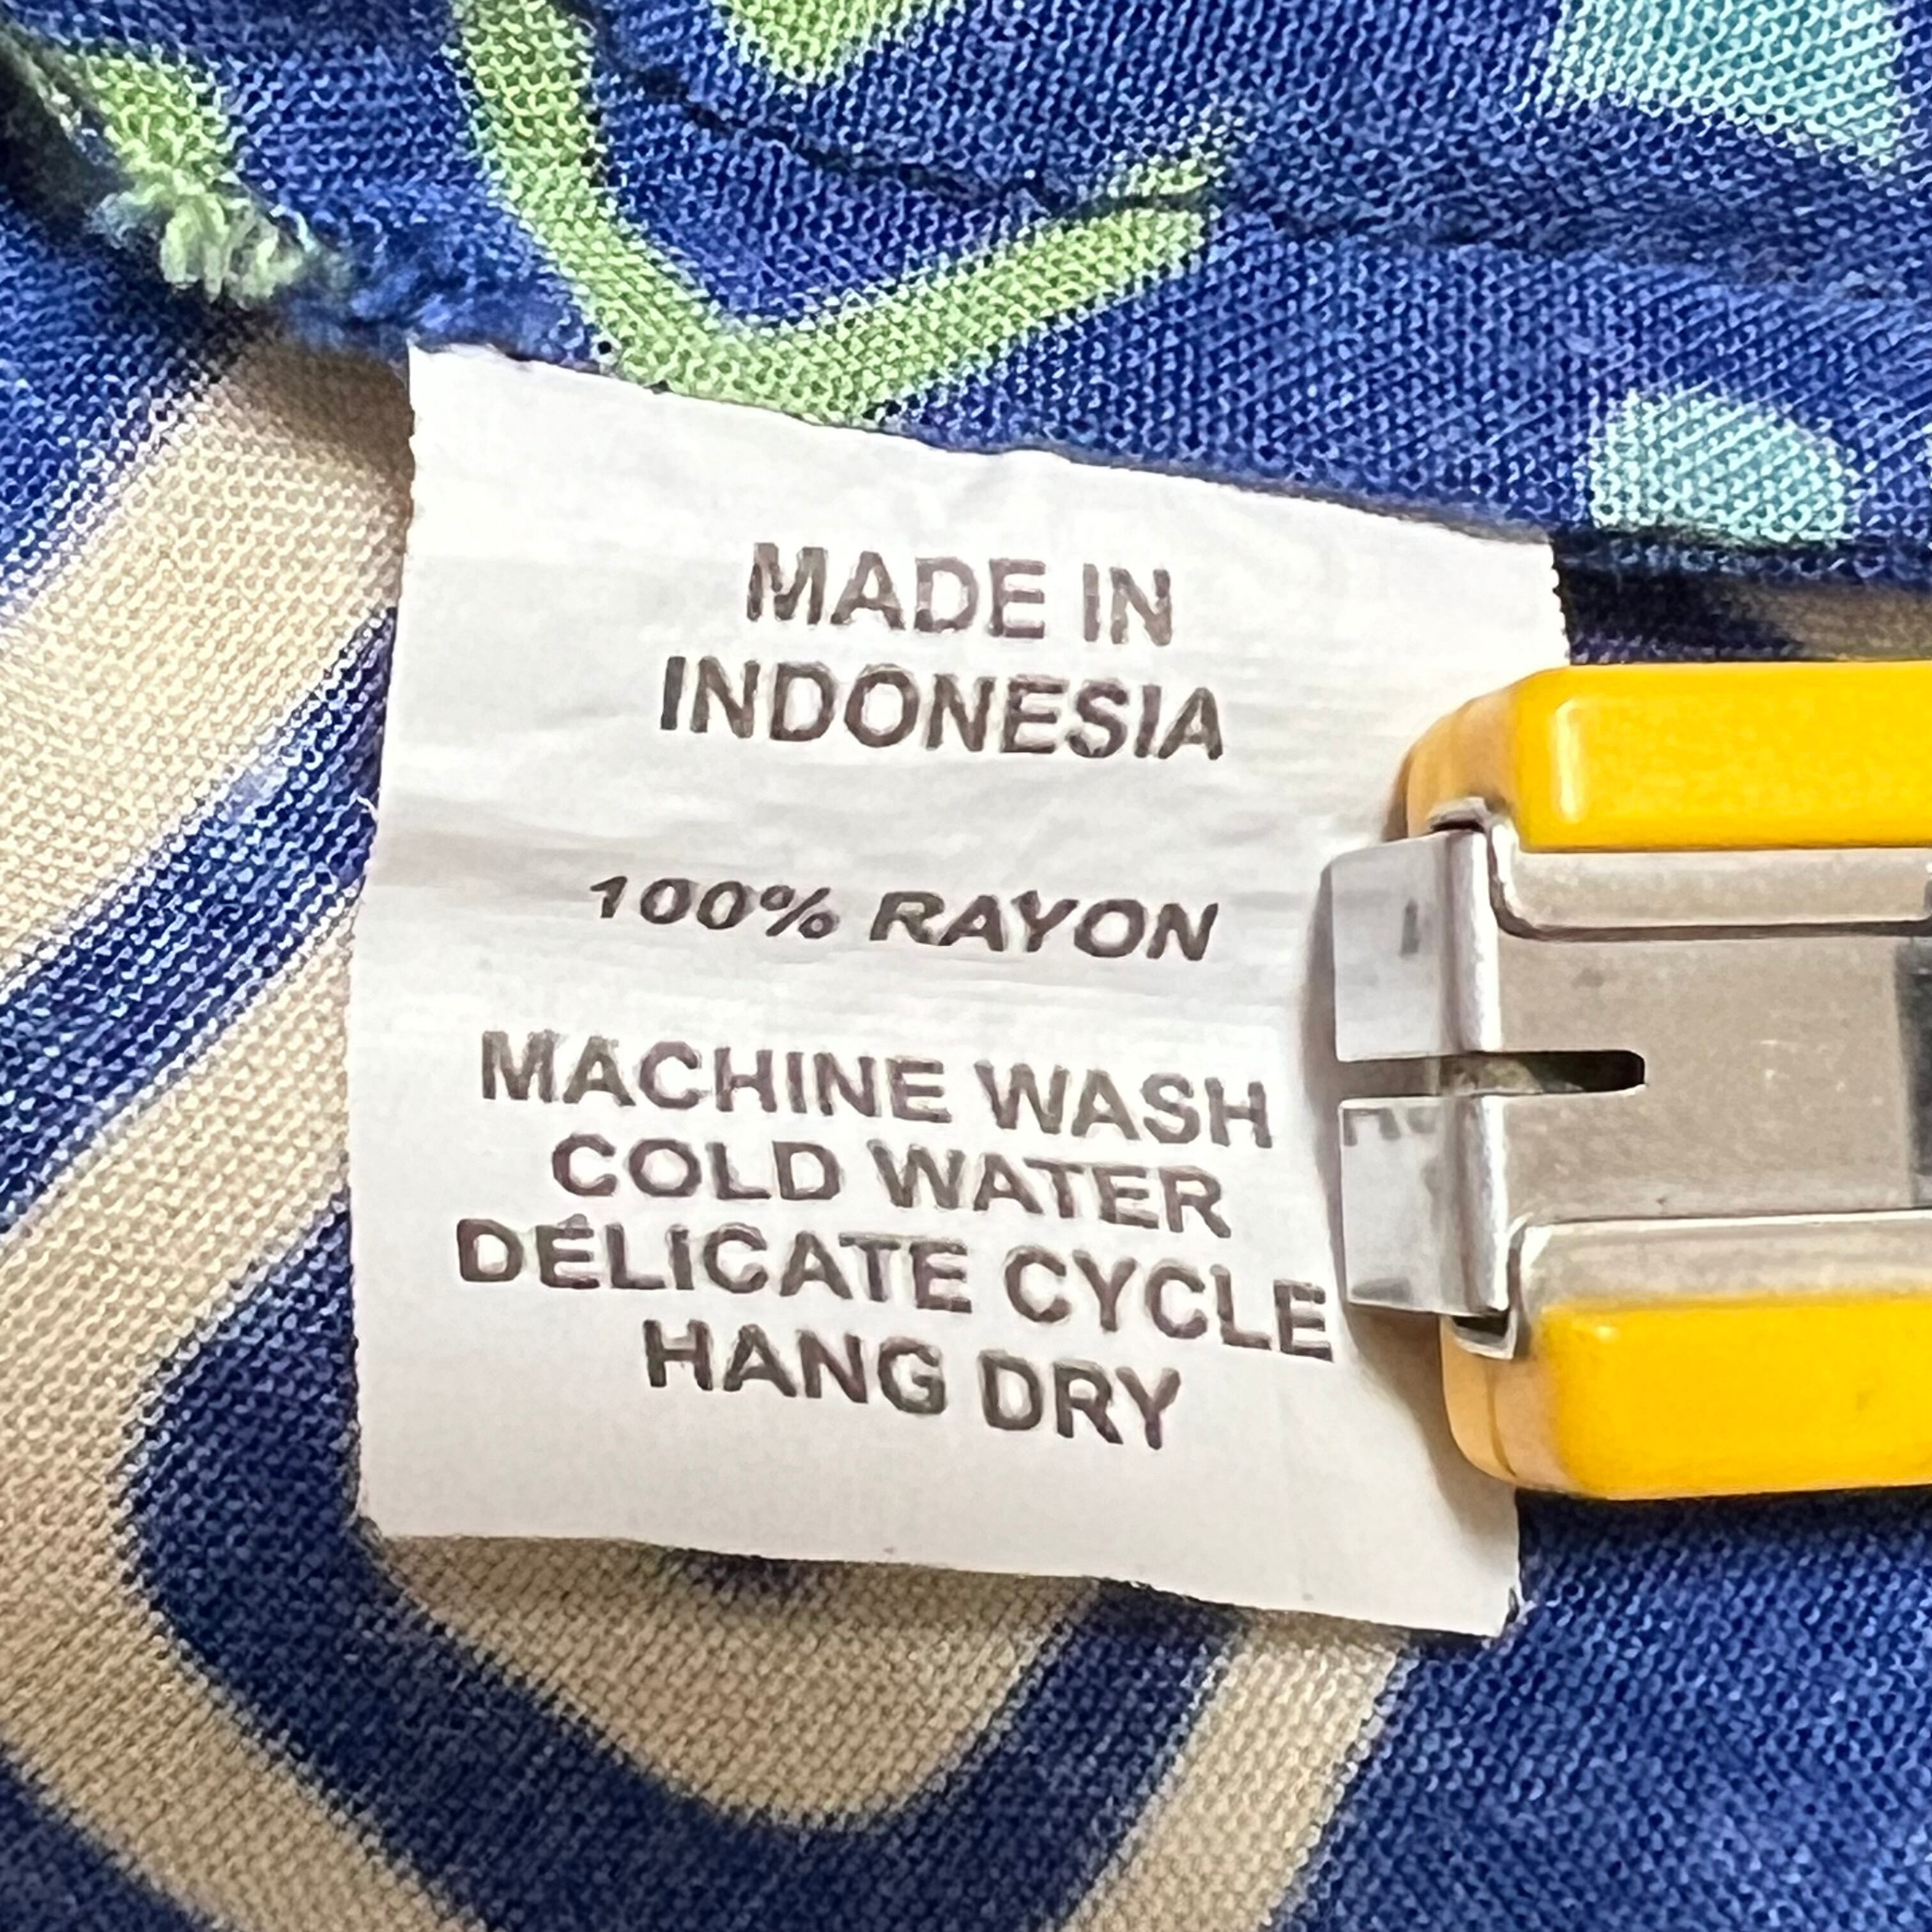 MADE IN
INDONESIA
100% RAYON
MACHINE WASH
COLD WATER
DELICATE CYCLE
HANG DRY